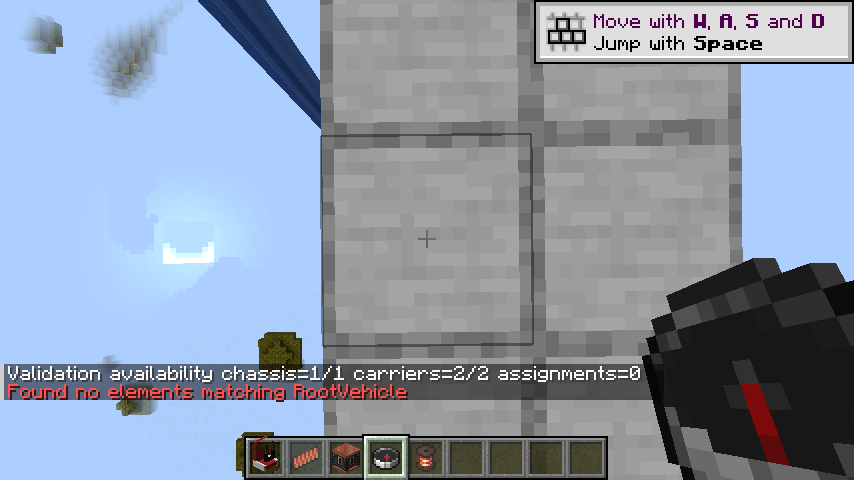 Move with W, A, S and D
Jump with Space
Validation availability chassis=1/1 carriers=2/2 assignments=0
Found no elements matching RootVehicle